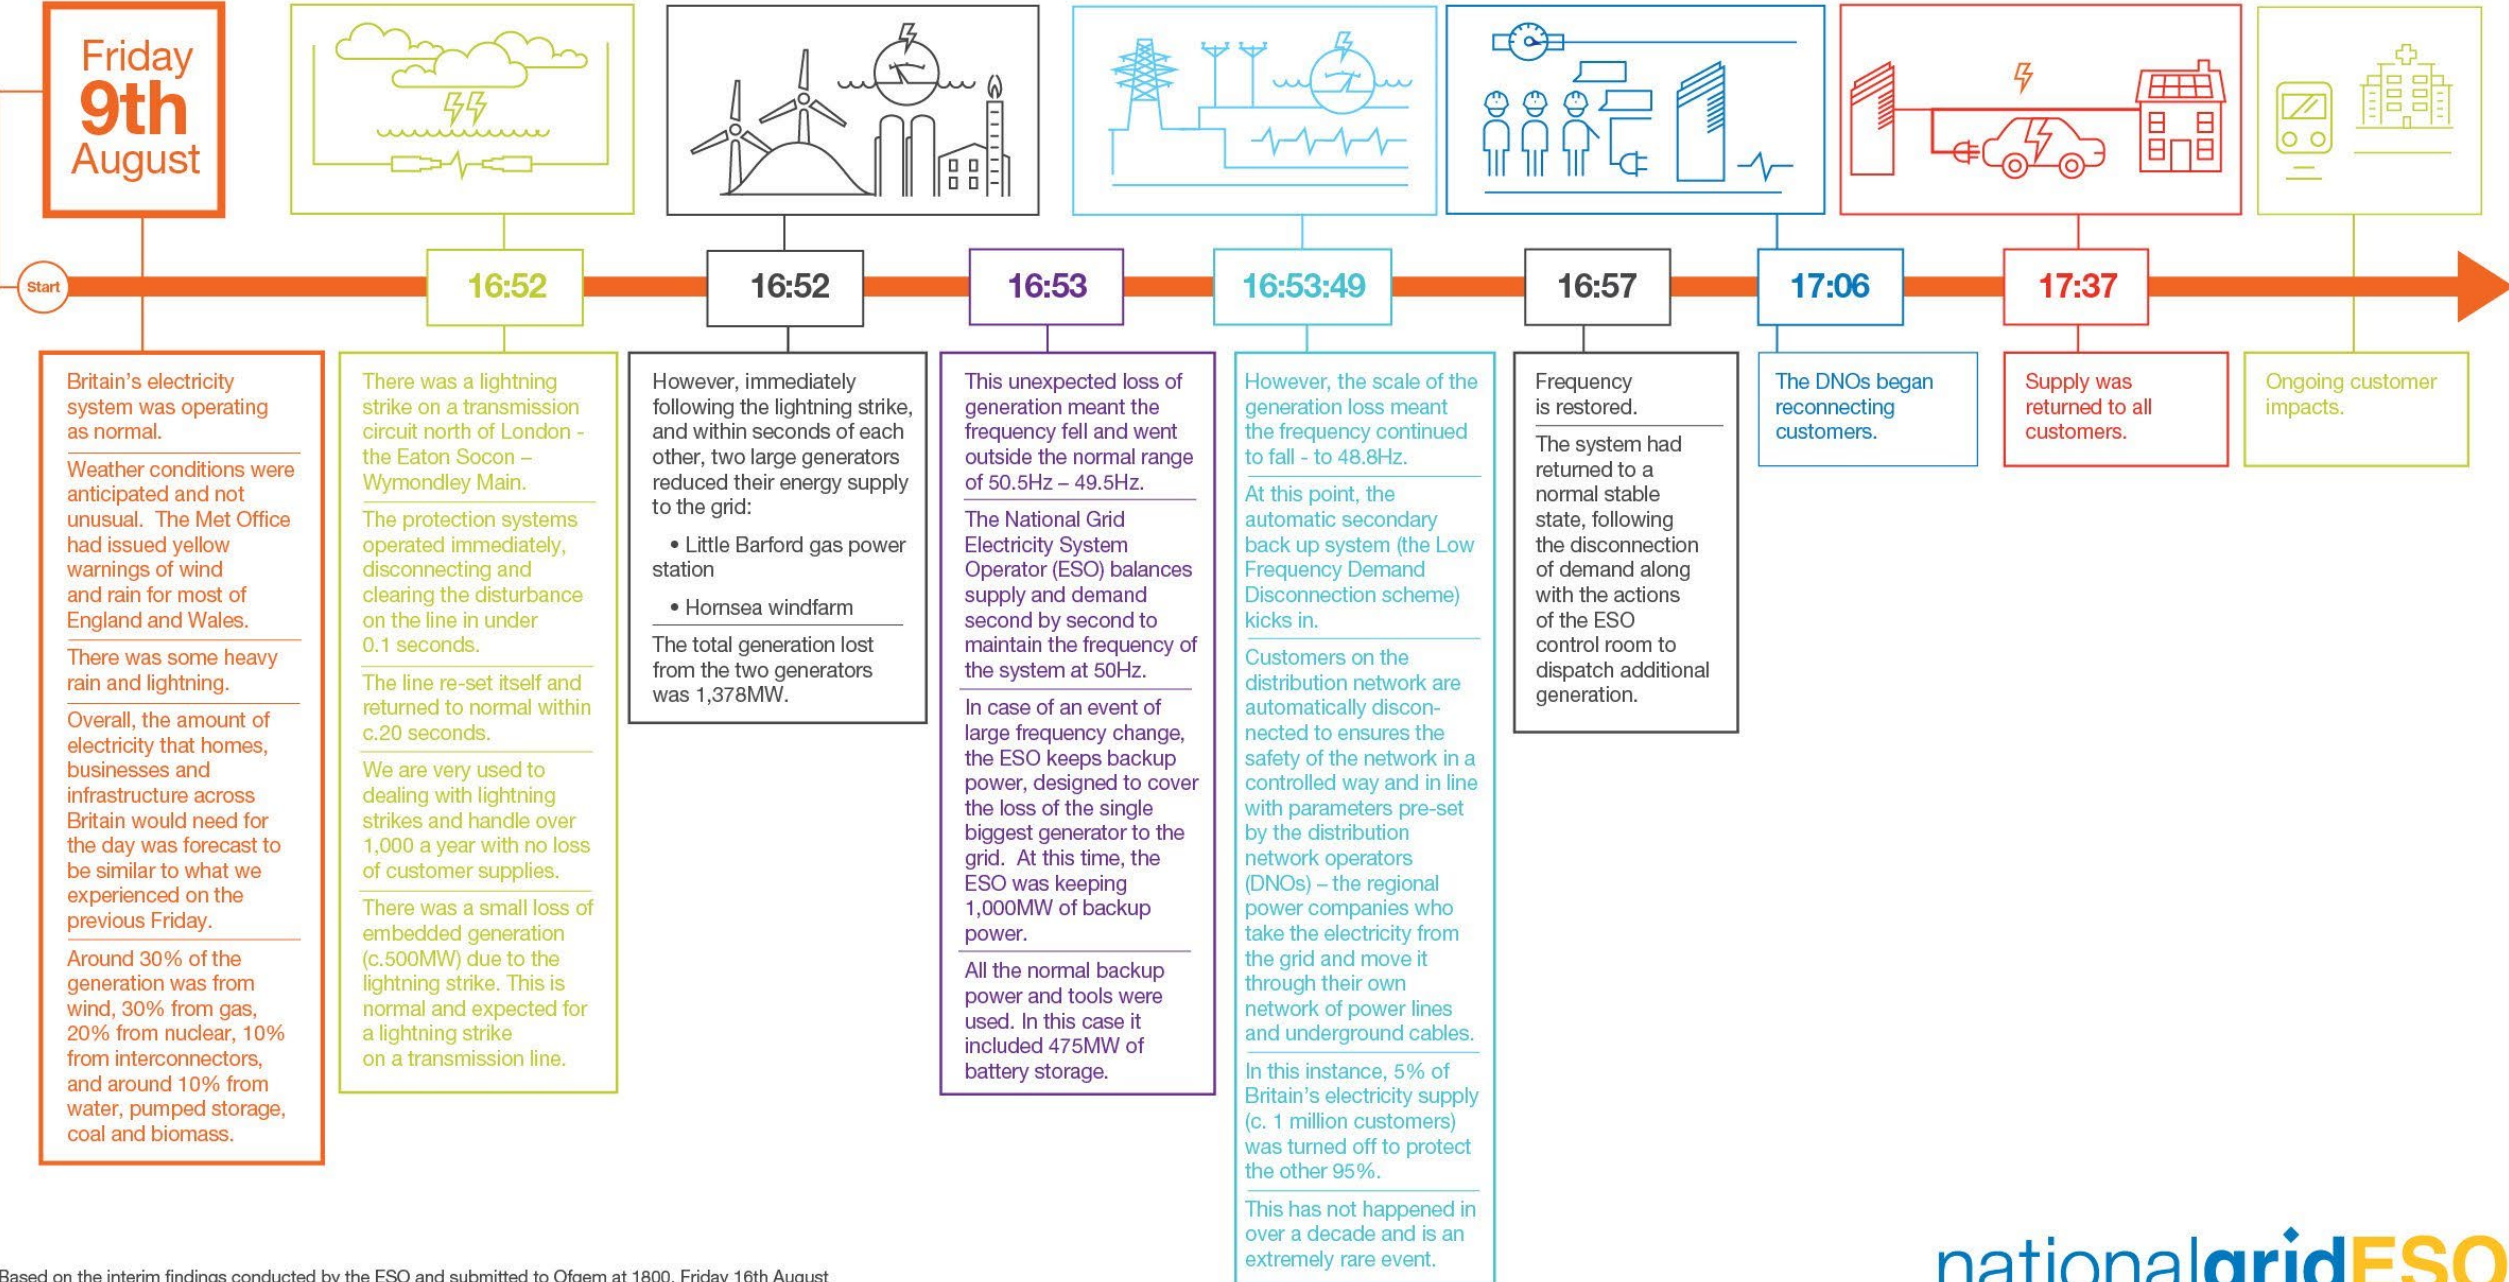 Friday
9th
August
Start
16:52
16:52
16:53
16:53:49
16:57
17:06
17:37
Britain's electricity
system was operating
as normal.
Weather conditions were
anticipated and not
unusual. The Met Office
had issued yellow
warnings of wind
and rain for most of
England and Wales.
There was some heavy
rain and lightning.
Overall, the amount of
electricity that homes,
businesses and
infrastructure across
Britain would need for
the day was forecast to
be similar to what we
experienced on the
previous Friday.
Around 30% of the
generation was from
wind, 30% from gas,
20% from nuclear, 10%
from interconnectors,
and around 10% from
water, pumped storage,
coal and biomass.
There was a lightning
strike on a transmission
circuit north of London -
the Eaton Socon –
Wymondley Main.
The protection systems
operated immediately,
disconnecting and
clearing the disturbance
on the line in under
0.1 seconds.
The line re-set itself and
returned to normal within
c.20 seconds.
We are very used to
dealing with lightning
strikes and handle over
1,000 a year with no loss
of customer supplies.
There was a small loss of
embedded generation
(c.500MW) due to the
lightning strike. This is
normal and expected for
a lightning strike
on a transmission line.
However, immediately
following the lightning strike,
and within seconds of each
other, two large generators
reduced their energy supply
to the grid:
• Little Barford gas power
station
• Hornsea windfarm
The total generation lost
from the two generators
was 1,378MW.
This unexpected loss of
generation meant the
frequency fell and went
outside the normal range
of 50.5Hz – 49.5Hz.
The National Grid
Electricity System
Operator (ESO) balances
supply and demand
second by second to
maintain the frequency of
the system at 50Hz.
In case of an event of
large frequency change,
the ESO keeps backup
power, designed to cover
the loss of the single
biggest generator to the
grid. At this time, the
ESO was keeping
1,000MW of backup
power.
All the normal backup
power and tools were
used. In this case it
included 475MW of
battery storage.
However, the scale of the
generation loss meant
the frequency continued
to fall - to 48.8Hz.
At this point, the
automatic secondary
back up system (the Low
Frequency Demand
Disconnection scheme)
kicks in.
Customers on the
distribution network are
automatically discon-
nected to ensures the
safety of the network in a
controlled way and in line
with parameters pre-set
by the distribution
network operators
(DNOs) – the regional
power companies who
take the electricity from
the grid and move it
through their own
network of power lines
and underground cables.
In this instance, 5% of
Britain's electricity supply
(c. 1 million customers)
was turned off to protect
the other 95%.
This has not happened in
over a decade and is an
extremely rare event.
Frequency
is restored.
The system had
returned to a
normal stable
state, following
the disconnection
of demand along
with the actions
of the ESO
control room to
dispatch additional
generation.
The DNOs began
reconnecting
customers.
Supply was
returned to all
customers.
Ongoing customer
impacts.
Based on the interim findings conducted by the ESO and submitted to Ofgem at 1800, Friday 16th August
nationalgridESO